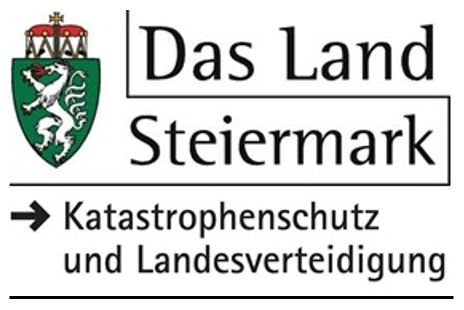 Das Land
Steiermark
→ Katastrophenschutz
und Landesverteidigung